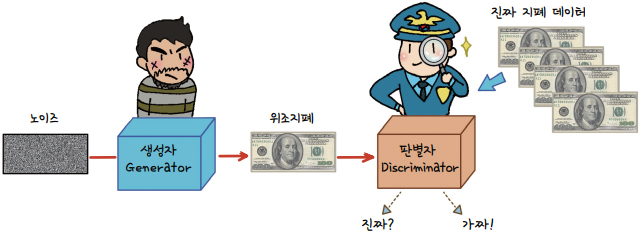 진짜 지폐 데이터
노이즈
위조지폐
생성자
Generator
판별자
Discriminator
진짜?
가짜!